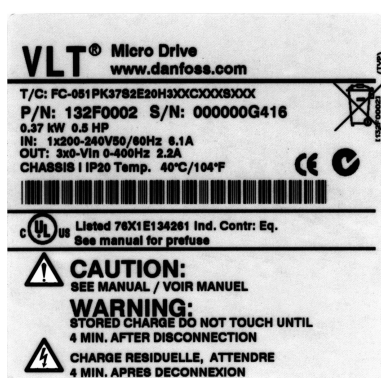 VLT® Micro Drive
www.danfoss.com
T/C: FC-051PK37S2E20H3XXCXXXSXXX
P/N: 132F0002 S/N: 000000G416
0.37 kW 0.5 HP
IN: 1x200-240V50/60Hz 6.1A
OUT: 3x0-Vin 0-400Hz 2.2A
CHASSIS I IP20 Temp. 40°C/104°F
CE
c UL US Listed 76X1E134261 Ind. Contr: Eq.
See manual for prefuse
CAUTION:
SEE MANUAL / VOIR MANUEL
WARNING:
STORED CHARGE DO NOT TOUCH UNTIL
4 MIN. AFTER DISCONNECTION
CHARGE RESIDUELLE, ATTENDRE
4 MIN. APRES DECONNEXION